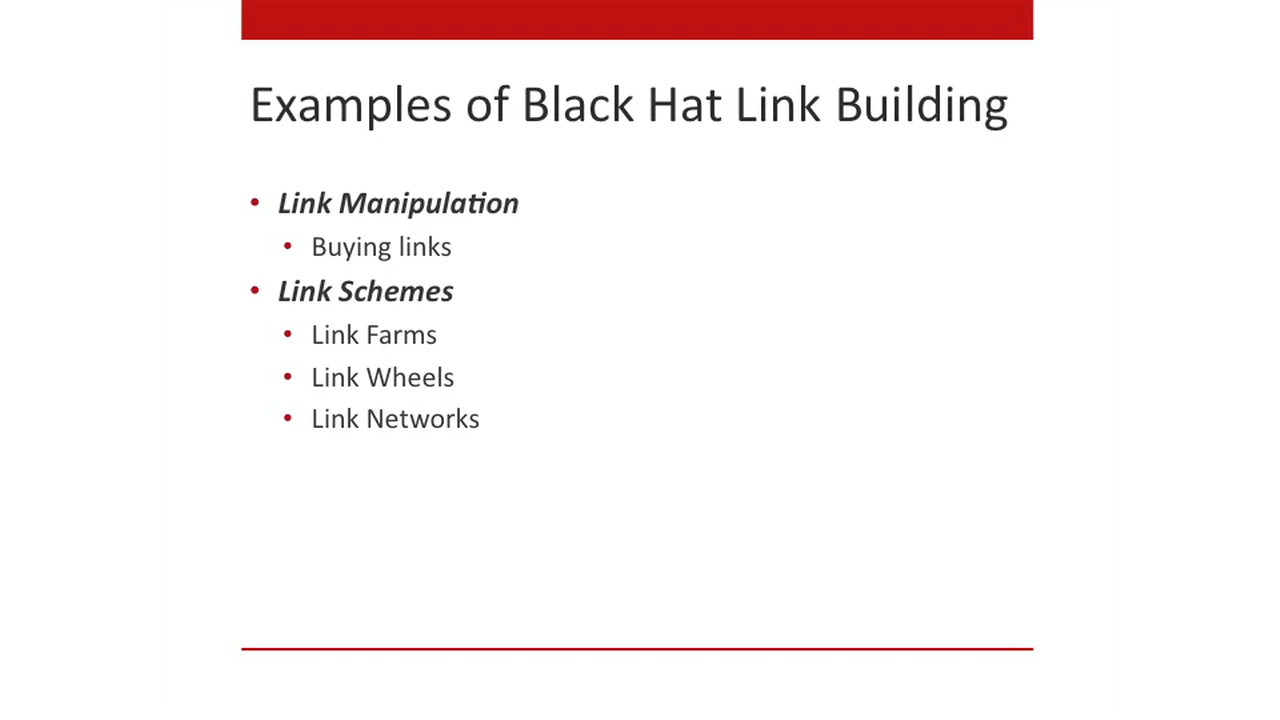 Examples of Black Hat Link Building
• Link Manipulation
• Buying links
• Link Schemes
• Link Farms
• Link Wheels
• Link Networks